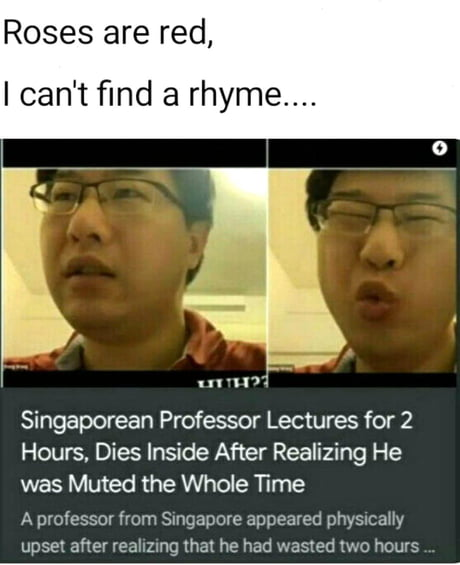 Roses are red,
I can't find a rhyme....
Singaporean Professor Lectures for 2
Hours, Dies Inside After Realizing He
was Muted the Whole Time
A professor from Singapore appeared physically
upset after realizing that he had wasted two hours ...